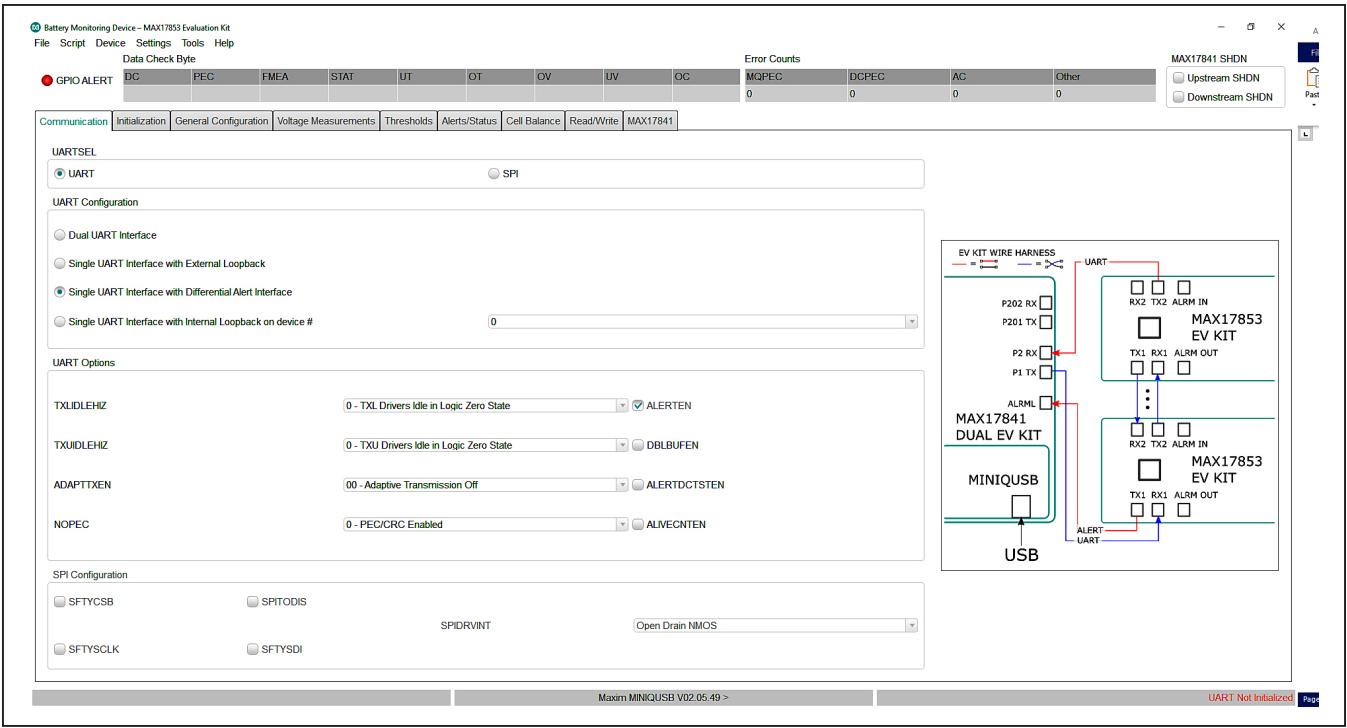 Battery Monitoring Device – MAX17853 Evaluation Kit
File Script Device Settings Tools Help
Data Check Byte
Error Counts
MAX17841 SHDN
GPIO ALERT
DC PEC FMEA STAT UT OT OV UV OC
MQPEC DCPEC AC Other
0 0 0 0
Upstream SHDN
Downstream SHDN
Past
Communication Initialization General Configuration Voltage Measurements Thresholds Alerts/Status Cell Balance Read/Write MAX17841
UARTSEL
UART
SPI
UART Configuration
Dual UART Interface
Single UART Interface with External Loopback
Single UART Interface with Differential Alert Interface
Single UART Interface with Internal Loopback on device #
0
UART Options
TXLIDLEHIZ
0 - TXL Drivers Idle in Logic Zero State
ALERTEN
TXUIDLEHIZ
0 - TXU Drivers Idle in Logic Zero State
DBLBUFEN
ADAPTTXEN
00 - Adaptive Transmission Off
ALERTDCTSTEN
NOPEC
0 - PEC/CRC Enabled
ALIVECNTEN
SPI Configuration
SFTYCSB
SPITODIS
SPIDRVINT
Open Drain NMOS
SFTYSCLK
SFTYSDI
EV KIT WIRE HARNESS
= =
UART
P202 RX
P201 TX
P2 RX
P1 TX
ALRML
MAX17841
DUAL EV KIT
MINIQUSB
USB
RX2 TX2 ALRM IN
MAX17853
EV KIT
TX1 RX1 ALRM OUT
RX2 TX2 ALRM IN
MAX17853
EV KIT
TX1 RX1 ALRM OUT
ALERT
UART
Maxim MINIQUSB V02.05.49 >
UART Not Initialized
Page